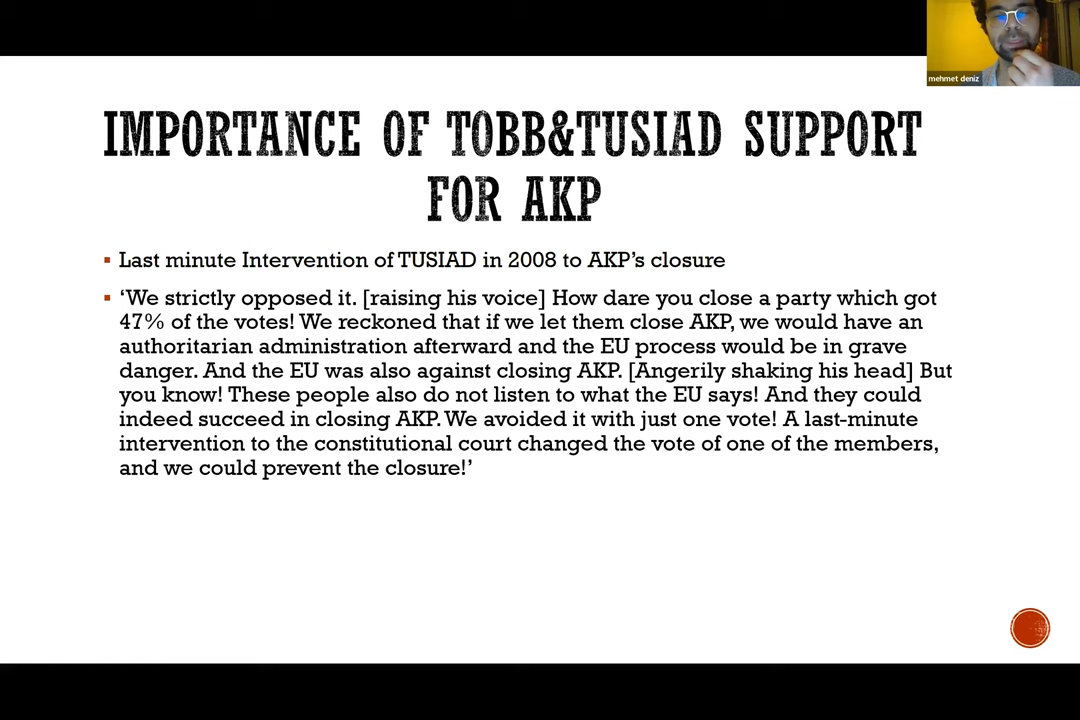 mehmet deniz
IMPORTANCE OF TOBB&TUSIAD SUPPORT
FOR AKP
▪ Last minute Intervention of TUSIAD in 2008 to AKP's closure
▪ ‘We strictly opposed it. [raising his voice] How dare you close a party which got
47% of the votes! We reckoned that if we let them close AKP, we would have an
authoritarian administration afterward and the EU process would be in grave
danger. And the EU was also against closing AKP. [Angerily shaking his head] But
you know! These people also do not listen to what the EU says! And they could
indeed succeed in closing AKP. We avoided it with just one vote! A last-minute
intervention to the constitutional court changed the vote of one of the members,
and we could prevent the closure!’